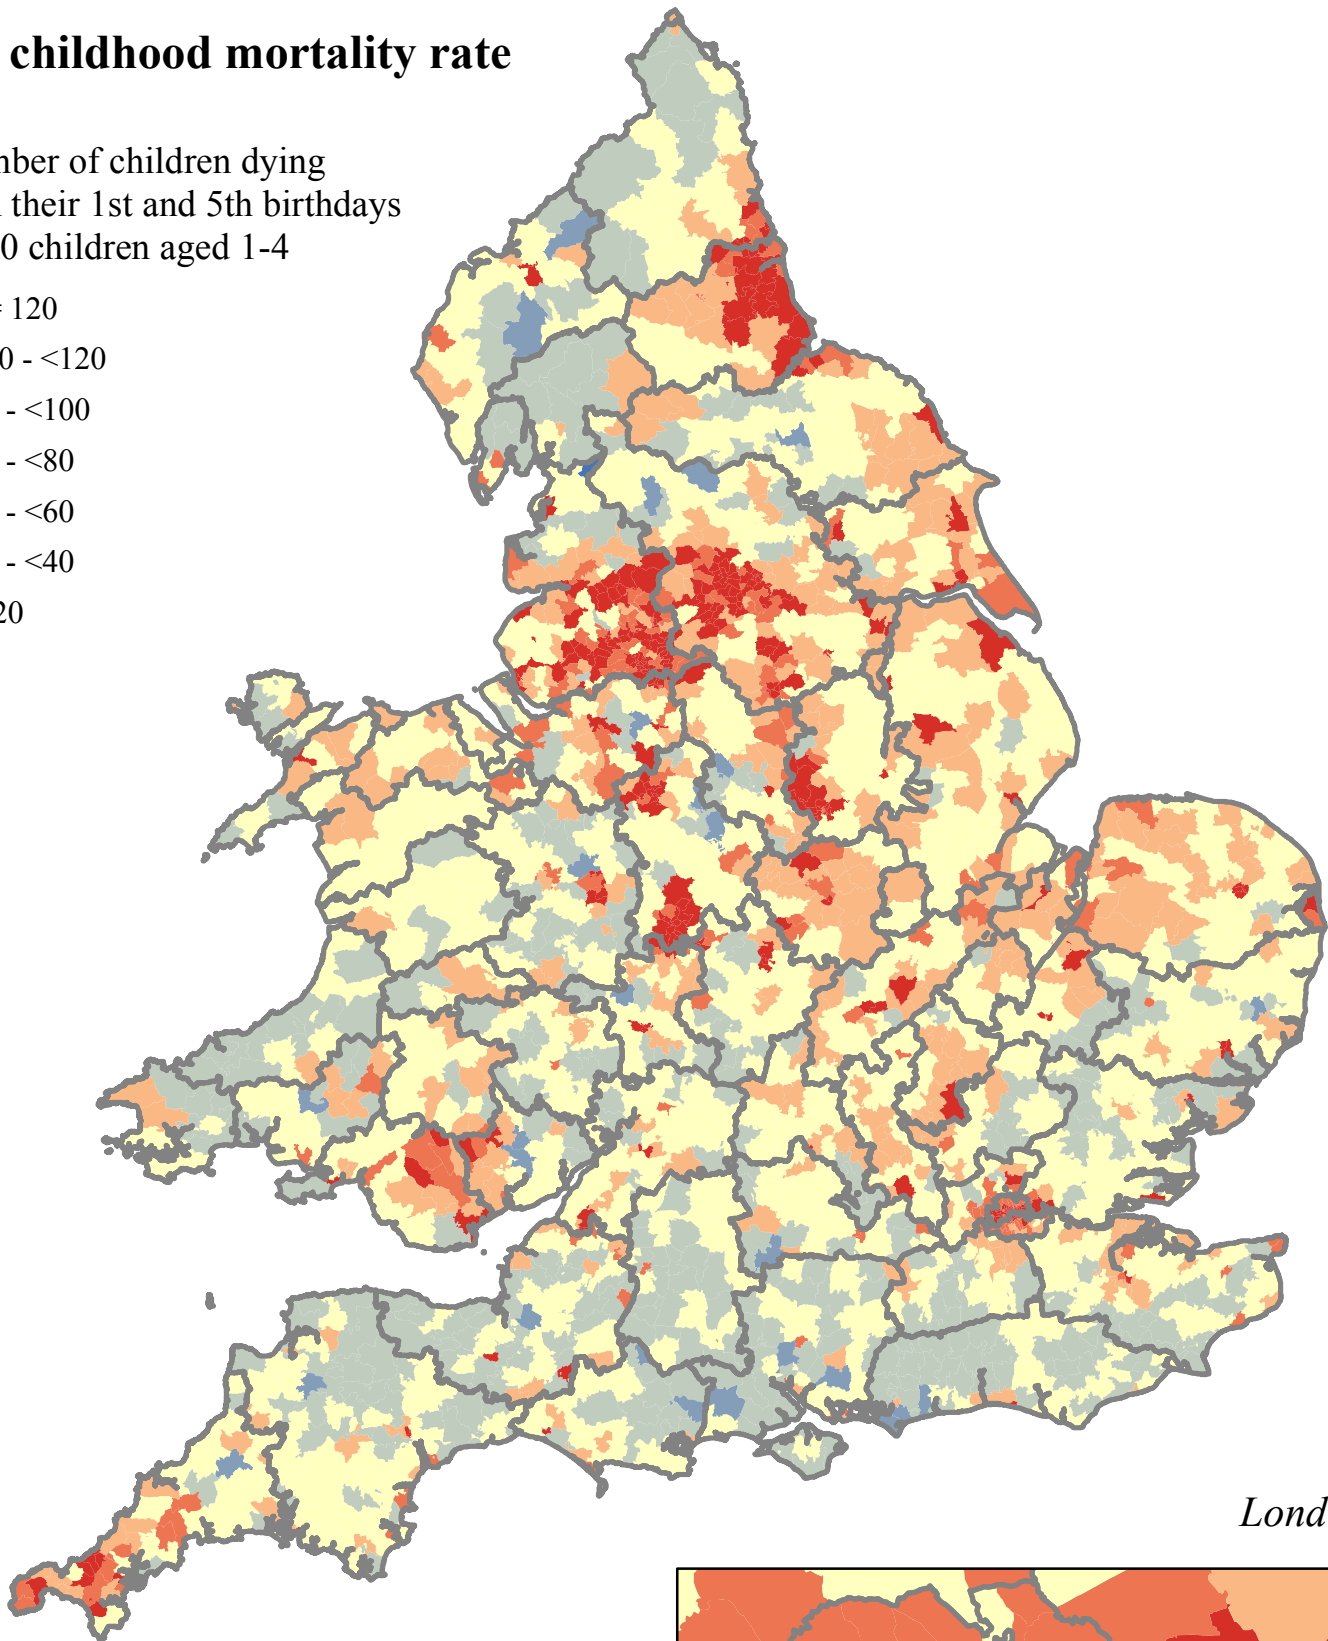 childhood mortality rate
ber of children dying
their 1st and 5th birthdays
0 children aged 1-4
120
0 - <120
- <100
- <80
- <60
- <40
20
Lond